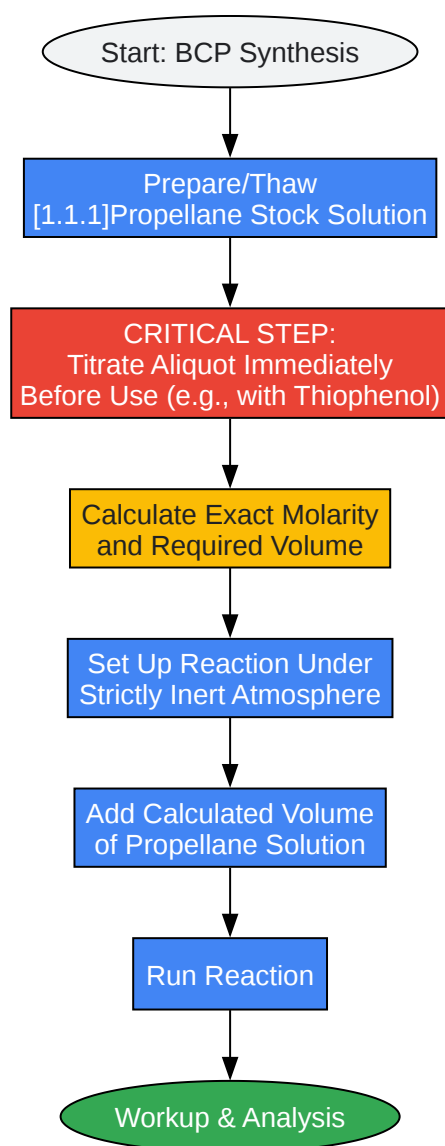 Start: BCP Synthesis
Prepare/Thaw
[1.1.1]Propellane Stock Solution
CRITICAL STEP:
Titrate Aliquot Immediately
Before Use (e.g., with Thiophenol)
Calculate Exact Molarity
and Required Volume
Set Up Reaction Under
Strictly Inert Atmosphere
Add Calculated Volume
of Propellane Solution
Run Reaction
Workup & Analysis